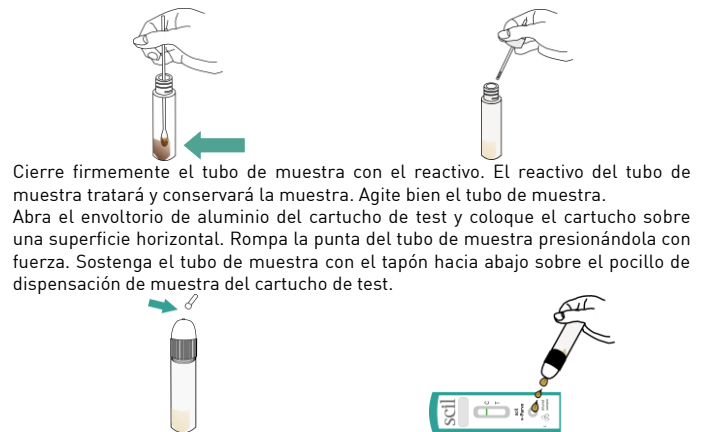 Cierre firmemente el tubo de muestra con el reactivo. El reactivo del tubo de
muestra tratará y conservará la muestra. Agite bien el tubo de muestra.
Abra el envoltorio de aluminio del cartucho de test y coloque el cartucho sobre
una superficie horizontal. Rompa la punta del tubo de muestra presionándola con
fuerza. Sostenga el tubo de muestra con el tapón hacia abajo sobre el pocillo de
dispensación de muestra del cartucho de test.
scil
C
T
scil
v-Parvo